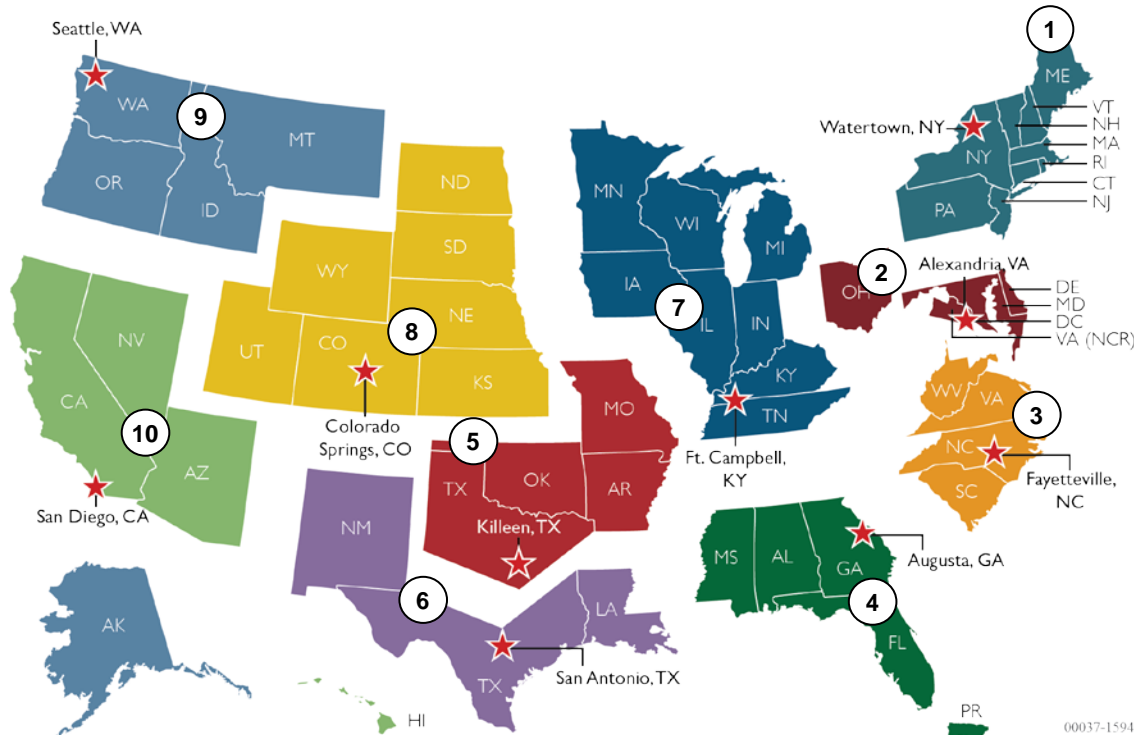 Seattle, WA
WA
9
MT
OR
ID
1
ME
VT
NH
MA
RI
CT
NJ
Watertown, NY
NY
PA
ND
SD
WY
NE
8
UT
CO
KS
Colorado
Springs, CO
MN
WI
MI
IA
7
IL
IN
KY
TN
Ft. Campbell,
KY
2
OH
Alexandria, VA
DE
MD
DC
VA (NCR)
WV
VA
3
NC
SC
Fayetteville,
NC
NV
CA
10
AZ
San Diego, CA
5
MO
TX
OK
AR
Killeen, TX
NM
6
LA
TX
San Antonio, TX
MS
AL
GA
Augusta, GA
4
FL
PR
AK
HI
00037-1594